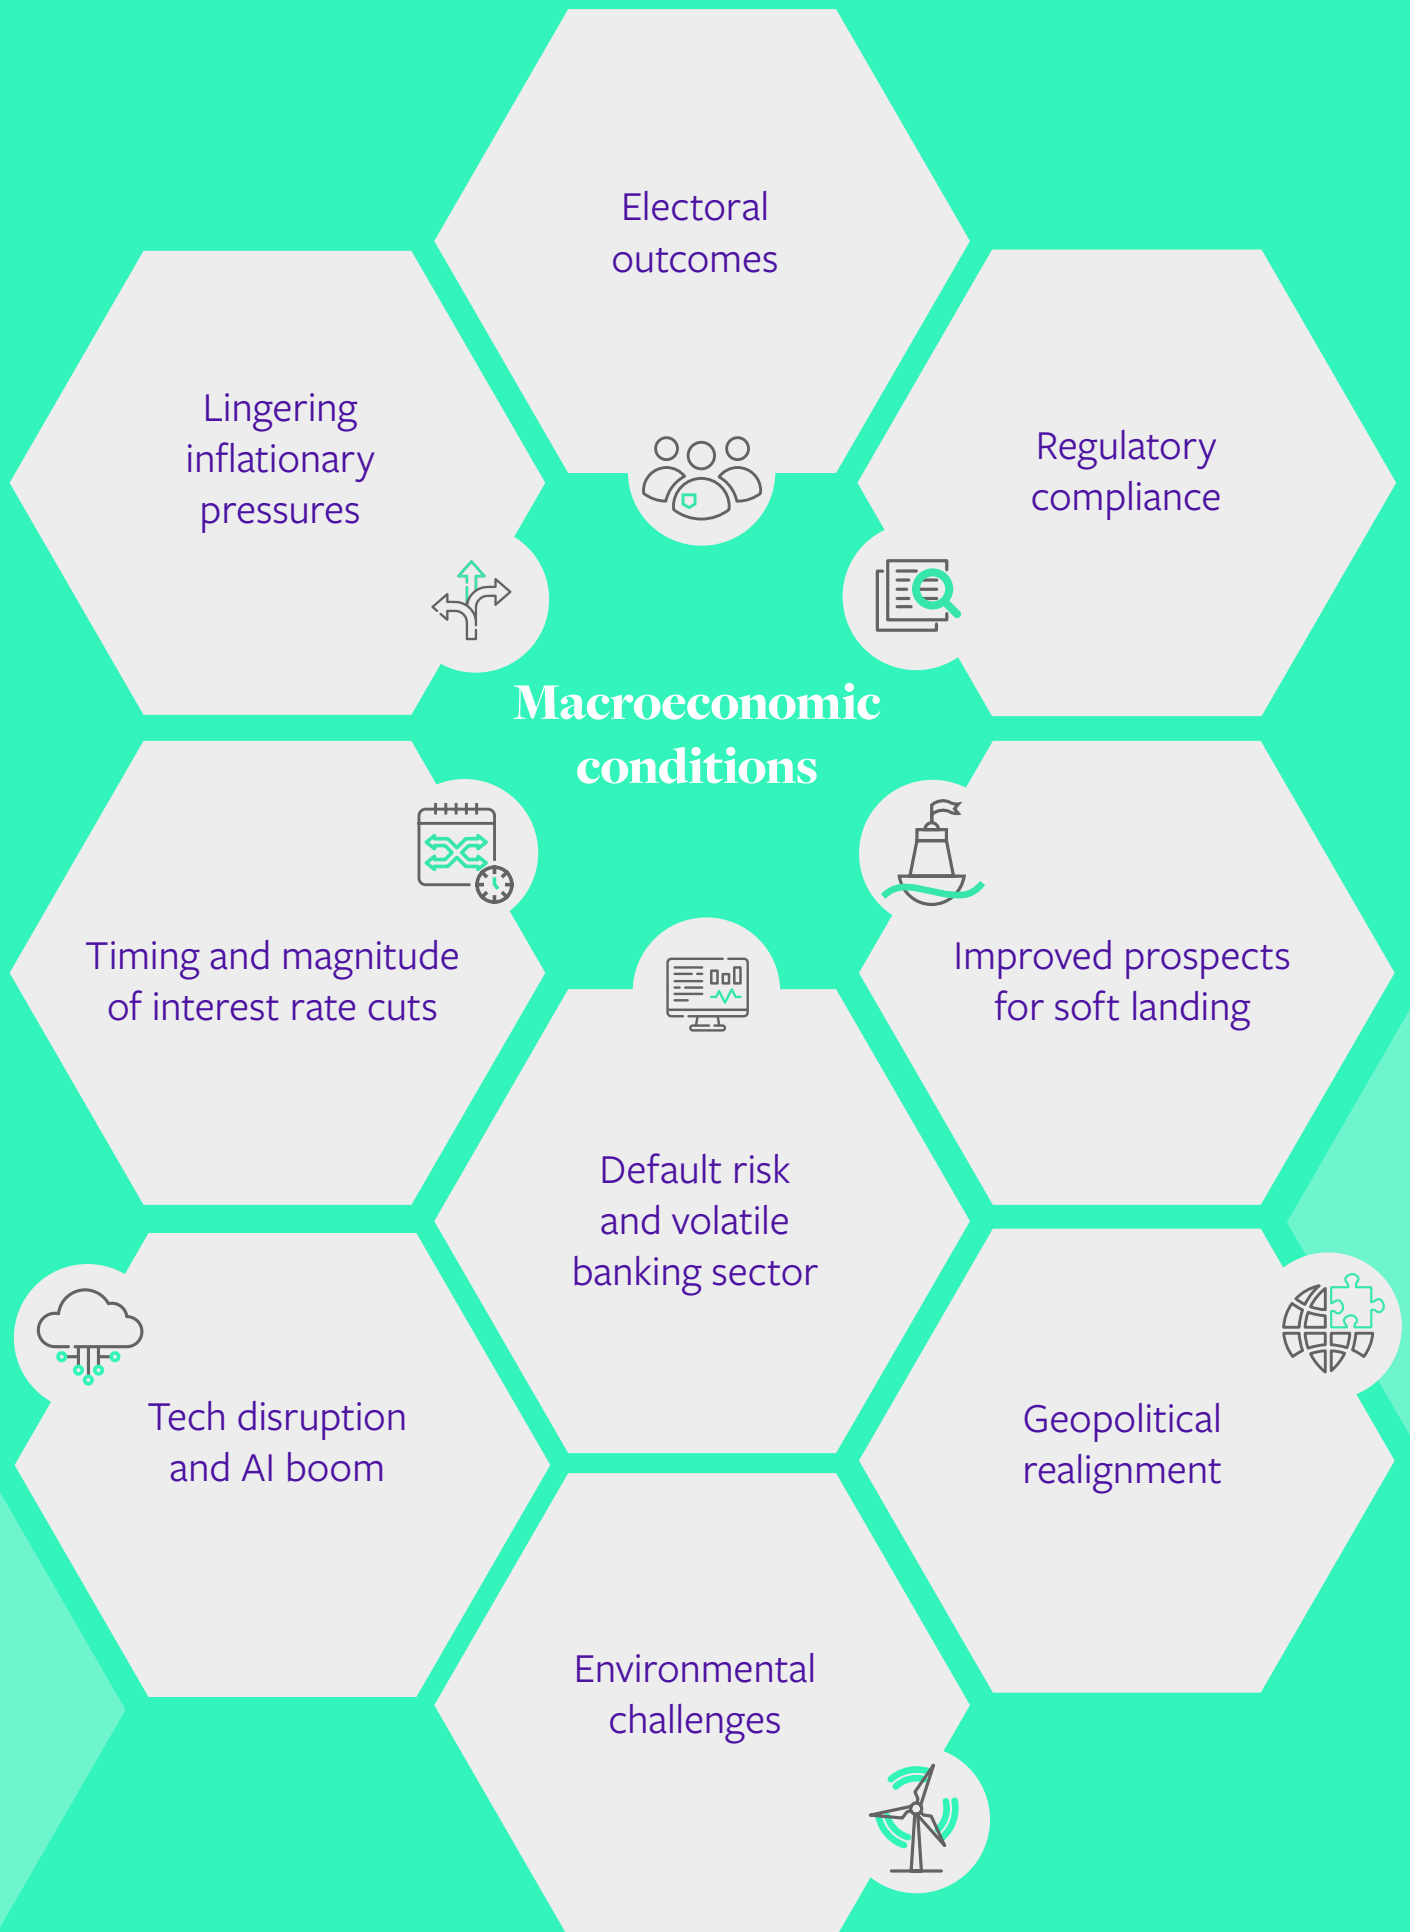 Electoral
outcomes
Lingering
inflationary
pressures
Regulatory
compliance
Macroeconomic
conditions
Timing and magnitude
of interest rate cuts
Improved prospects
for soft landing
Default risk
and volatile
banking sector
Tech disruption
and AI boom
Geopolitical
realignment
Environmental
challenges